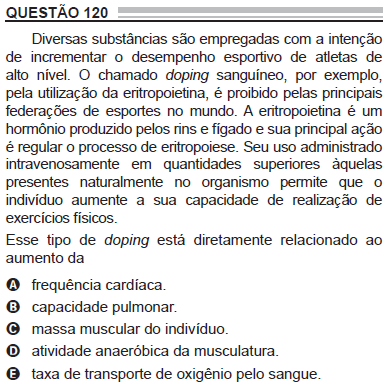 QUESTÃO 120
Diversas substâncias são empregadas com a intenção
de incrementar o desempenho esportivo de atletas de
alto nível. O chamado doping sanguíneo, por exemplo,
pela utilização da eritropoietina, é proibido pelas principais
federações de esportes no mundo. A eritropoietina é um
hormônio produzido pelos rins e fígado e sua principal ação
é regular o processo de eritropoiese. Seu uso administrado
intravenosamente em quantidades superiores àquelas
presentes naturalmente no organismo permite que o
indivíduo aumente a sua capacidade de realização de
exercícios físicos.
Esse tipo de doping está diretamente relacionado ao
aumento da
A frequência cardíaca.
B capacidade pulmonar.
C massa muscular do indivíduo.
D atividade anaeróbica da musculatura.
E taxa de transporte de oxigênio pelo sangue.